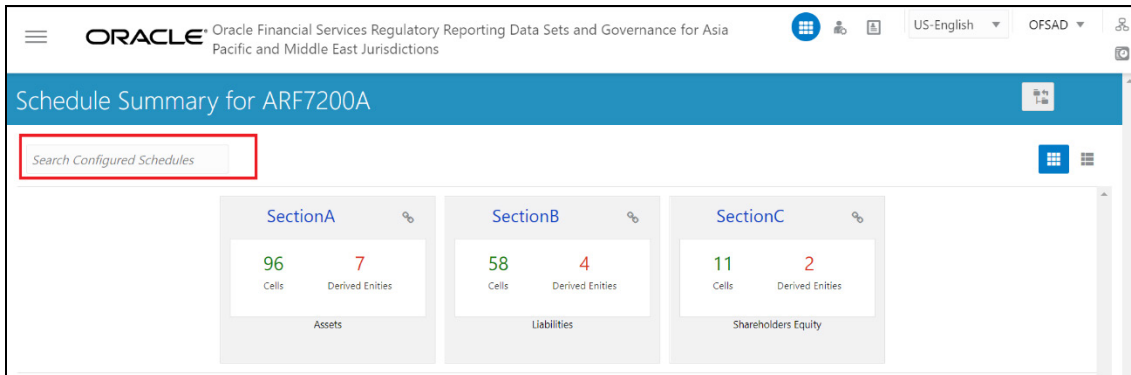 ORACLE® Oracle Financial Services Regulatory Reporting Data Sets and Governance for Asia
Pacific and Middle East Jurisdictions
US-English
OFSAD
Schedule Summary for ARF7200A
Search Configured Schedules
SectionA
SectionB
SectionC
96
7
58
4
11
2
Cells
Derived Enities
Cells
Derived Enities
Cells
Derived Enities
Assets
Liabilities
Shareholders Equity